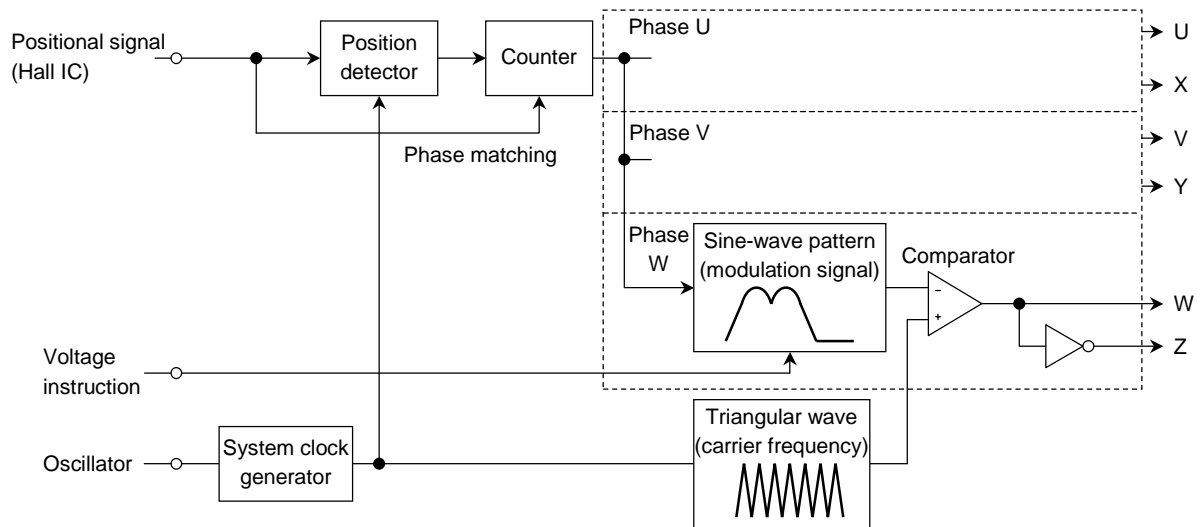 Positional signal
(Hall IC)
Position
detector
Counter
Phase matching
Phase U
U
X
Phase V
V
Y
Phase
W
Sine-wave pattern
(modulation signal)
Comparator
−
+
W
Z
Voltage
instruction
Oscillator
System clock
generator
Triangular wave
(carrier frequency)